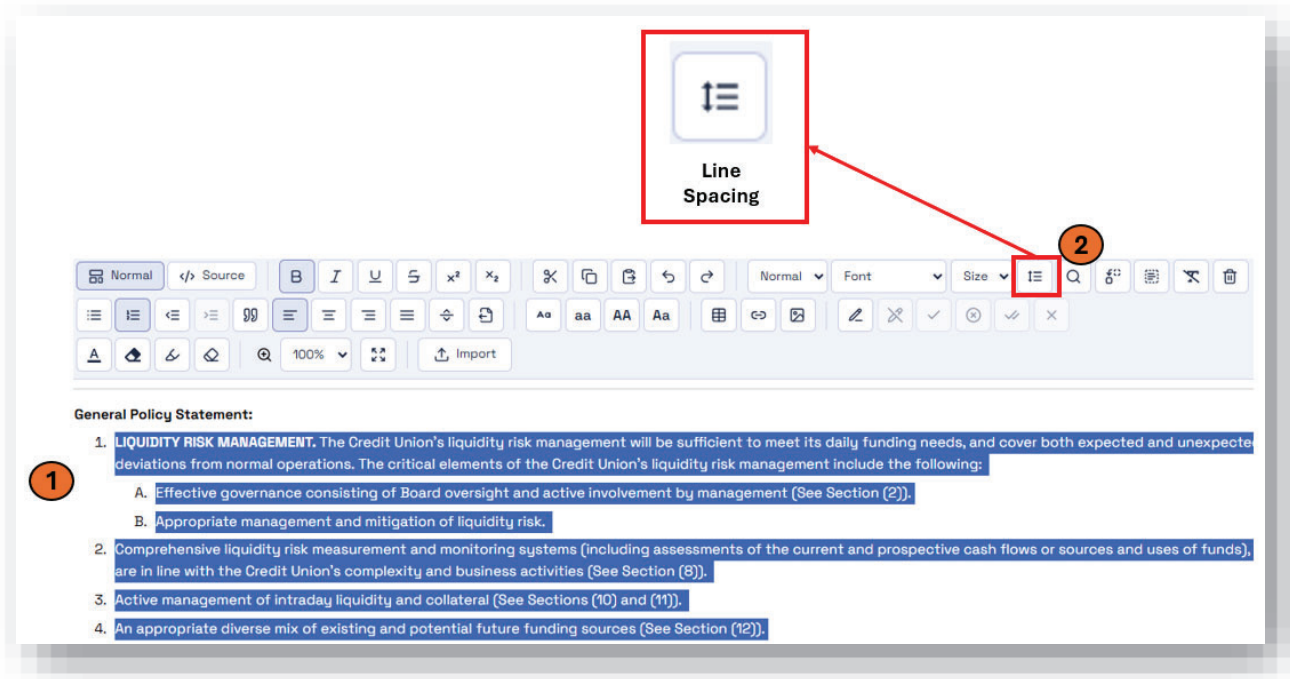 Line
Spacing
2
Normal </> Source B I U S x² x₂ Normal Font Size
99 Aa aa AA Aa
A 100% Import
General Policy Statement:
1. LIQUIDITY RISK MANAGEMENT. The Credit Union's liquidity risk management will be sufficient to meet its daily funding needs, and cover both expected and
deviations from normal operations. The critical elements of the Credit Union's liquidity risk management include the following:
1
A. Effective governance consisting of Board oversight and active involvement by management (See Section (2)).
B. Appropriate management and mitigation of liquidity risk.
2. Comprehensive liquidity risk measurement and monitoring systems (including assessments of the current and prospective cash flows or sources and uses of funds),
are in line with the Credit Union's complexity and business activities (See Section (8)).
3. Active management of intraday liquidity and collateral (See Sections (10) and (11)).
4. An appropriate diverse mix of existing and potential future funding sources (See Section (12)).